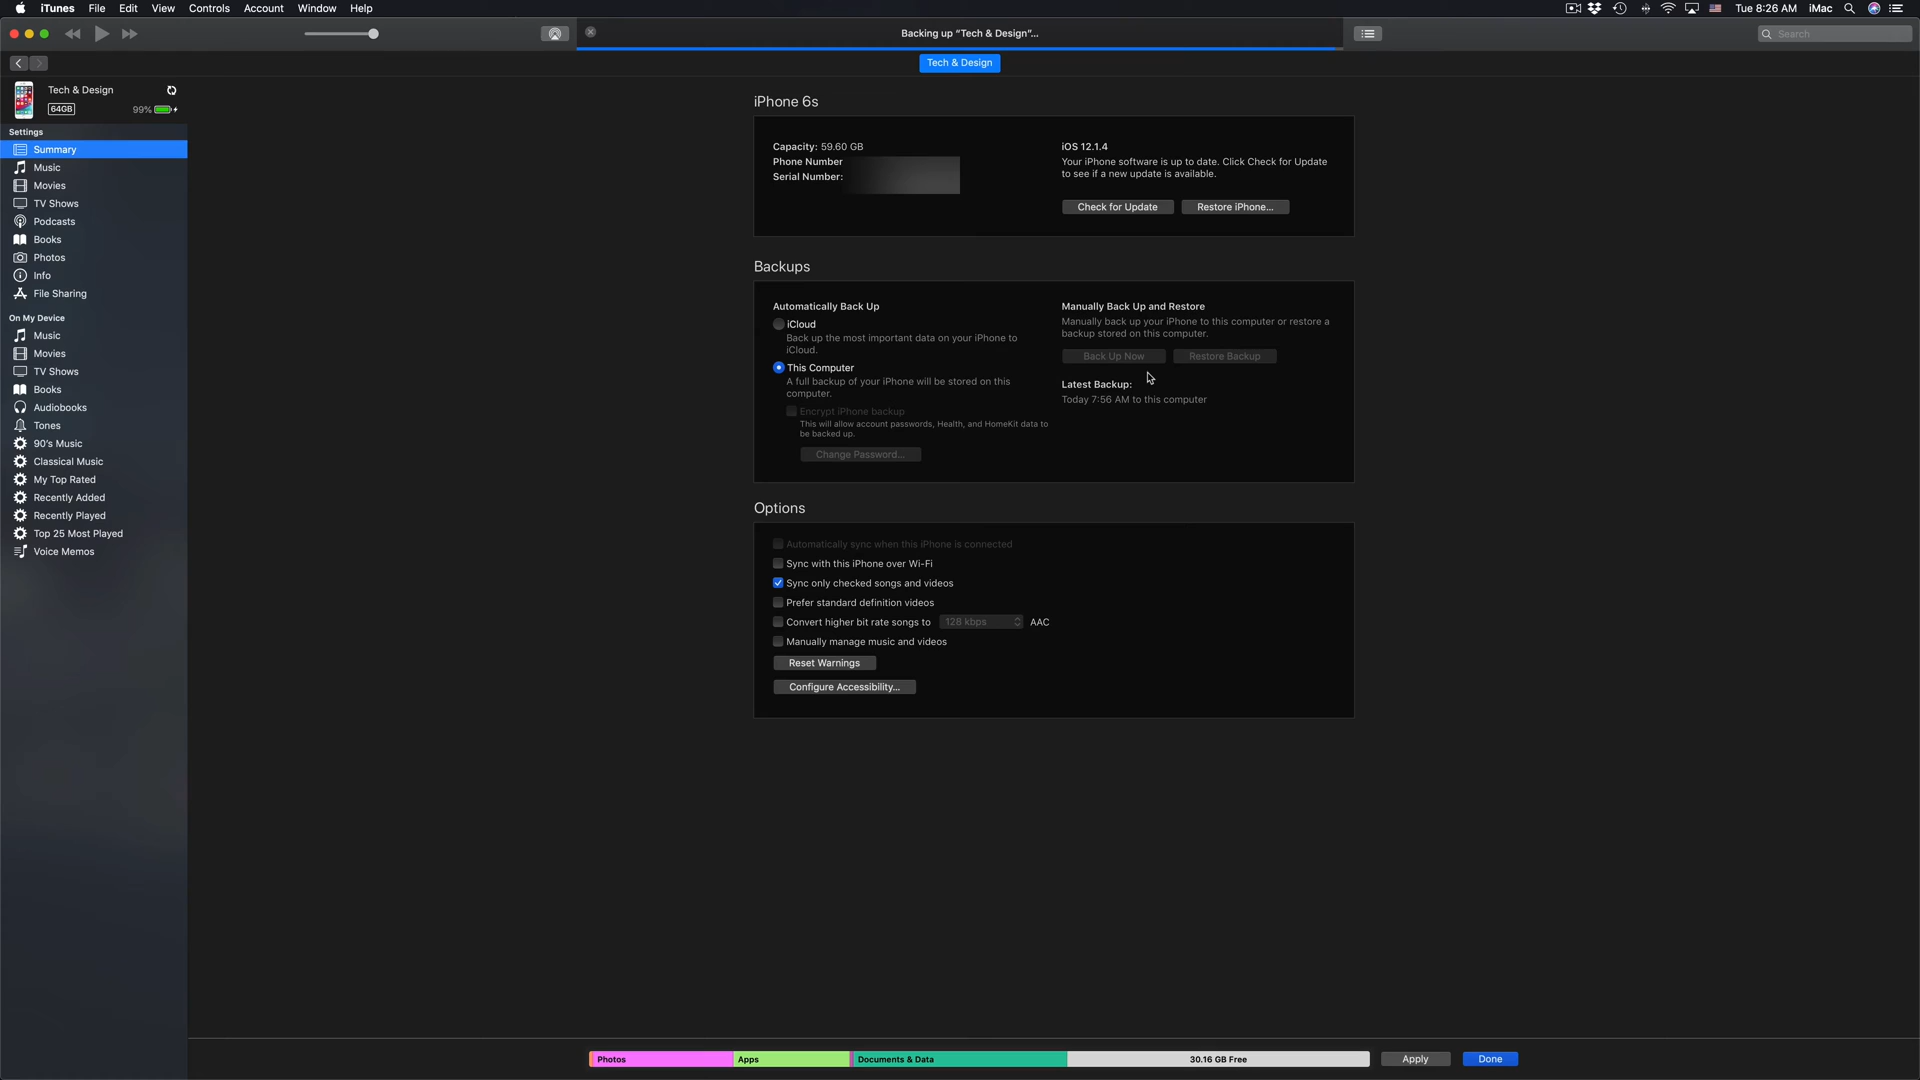 iTunes File Edit View Controls Account Window Help
Tue 8:26 AM iMac
Backing up “Tech & Design”...
Search
Tech & Design
Tech & Design
64GB
99%
Settings
Summary
Music
Movies
TV Shows
Podcasts
Books
Photos
Info
File Sharing
On My Device
Music
Movies
TV Shows
Books
Audiobooks
Tones
90’s Music
Classical Music
My Top Rated
Recently Added
Recently Played
Top 25 Most Played
Voice Memos
iPhone 6s
Capacity: 59.60 GB
Phone Number
Serial Number:
iOS 12.1.4
Your iPhone software is up to date. Click Check for Update
to see if a new update is available.
Check for Update
Restore iPhone...
Backups
Automatically Back Up
iCloud
Back up the most important data on your iPhone to
iCloud.
This Computer
A full backup of your iPhone will be stored on this
computer.
Encrypt iPhone backup
This will allow account passwords, Health, and HomeKit data to
be backed up.
Change Password...
Manually Back Up and Restore
Manually back up your iPhone to this computer or restore a
backup stored on this computer.
Back Up Now
Restore Backup
Latest Backup:
Today 7:56 AM to this computer
Options
Automatically sync when this iPhone is connected
Sync with this iPhone over Wi-Fi
Sync only checked songs and videos
Prefer standard definition videos
Convert higher bit rate songs to 128 kbps AAC
Manually manage music and videos
Reset Warnings
Configure Accessibility...
Photos
Apps
Documents & Data
30.16 GB Free
Apply
Done